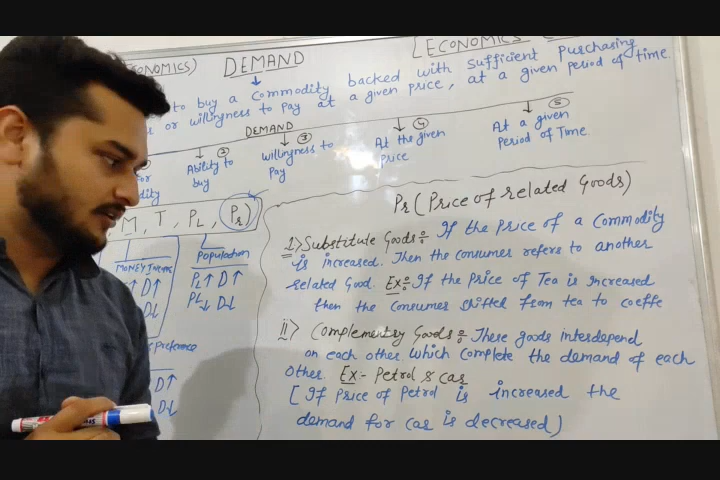 ECONOMICS)
DEMAND
[ECONOMICS
to buy a Commodity backed with sufficient purchasing
or willingness to pay at a given price, at a given period of time.
DEMAND
② Ability to buy
③ willingness to pay
④ At the given price
⑤ At a given Period of Time.
M, T, PL, Pr)
MONEY INCOME
↑ D↑
D↓
Population
PL↑ D↑
PL↓ D↓
D↑
D↓
Pr (Price of related Goods)
i> Substitute Goods:- If the Price of a Commodity
is increased. Then the consumer refers to another
related Good. Ex:- If the Price of Tea is increased
then the Consumer shifted from tea to coeffe
ii> Complementry Goods:- These goods interdepend
on each other which complete the demand of each
other Ex- Petrol & car
[If Price of Petrol is increased the
demand for car is decreased)